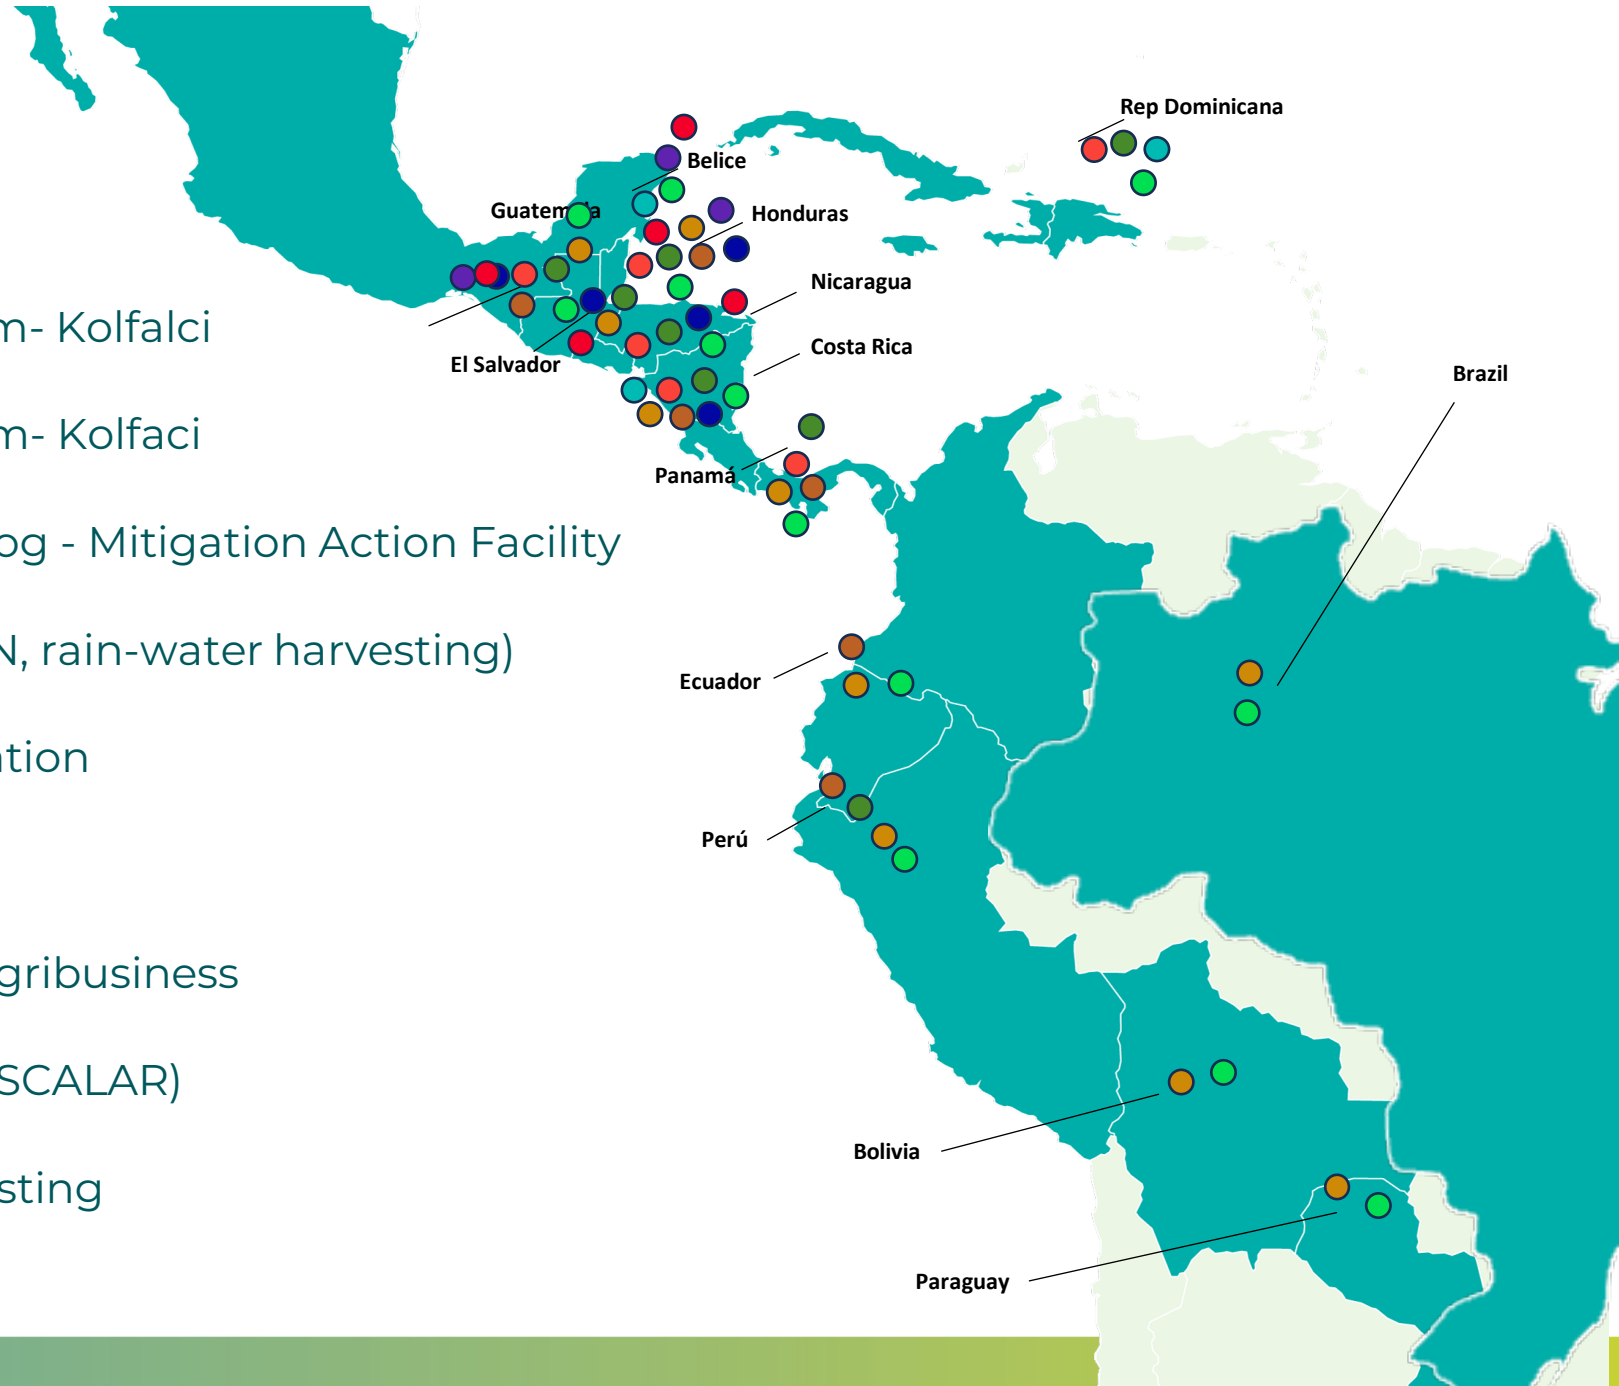 m- Kolfalci
m- Kolfaci
og - Mitigation Action Facility
N, rain-water harvesting)
ation
gribusiness
SCALAR)
sting
Rep Dominicana
Belice
Guatemala
Honduras
Nicaragua
El Salvador
Costa Rica
Brazil
Panamá
Ecuador
Perú
Bolivia
Paraguay